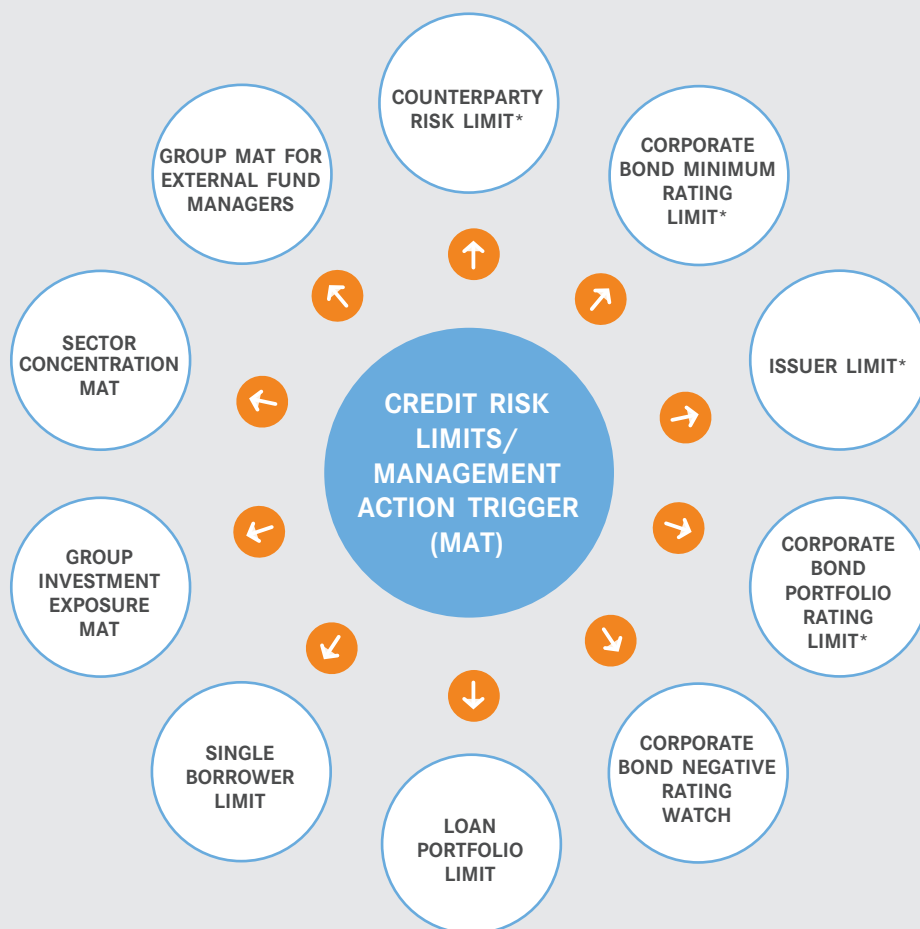 COUNTERPARTY
RISK LIMIT*
CORPORATE
BOND MINIMUM
RATING
LIMIT*
ISSUER LIMIT*
CORPORATE
BOND
PORTFOLIO
RATING
LIMIT*
CORPORATE
BOND NEGATIVE
RATING
WATCH
LOAN
PORTFOLIO
LIMIT
SINGLE
BORROWER
LIMIT
GROUP
INVESTMENT
EXPOSURE
MAT
SECTOR
CONCENTRATION
MAT
GROUP MAT FOR
EXTERNAL FUND
MANAGERS
CREDIT RISK
LIMITS/
MANAGEMENT
ACTION TRIGGER
(MAT)